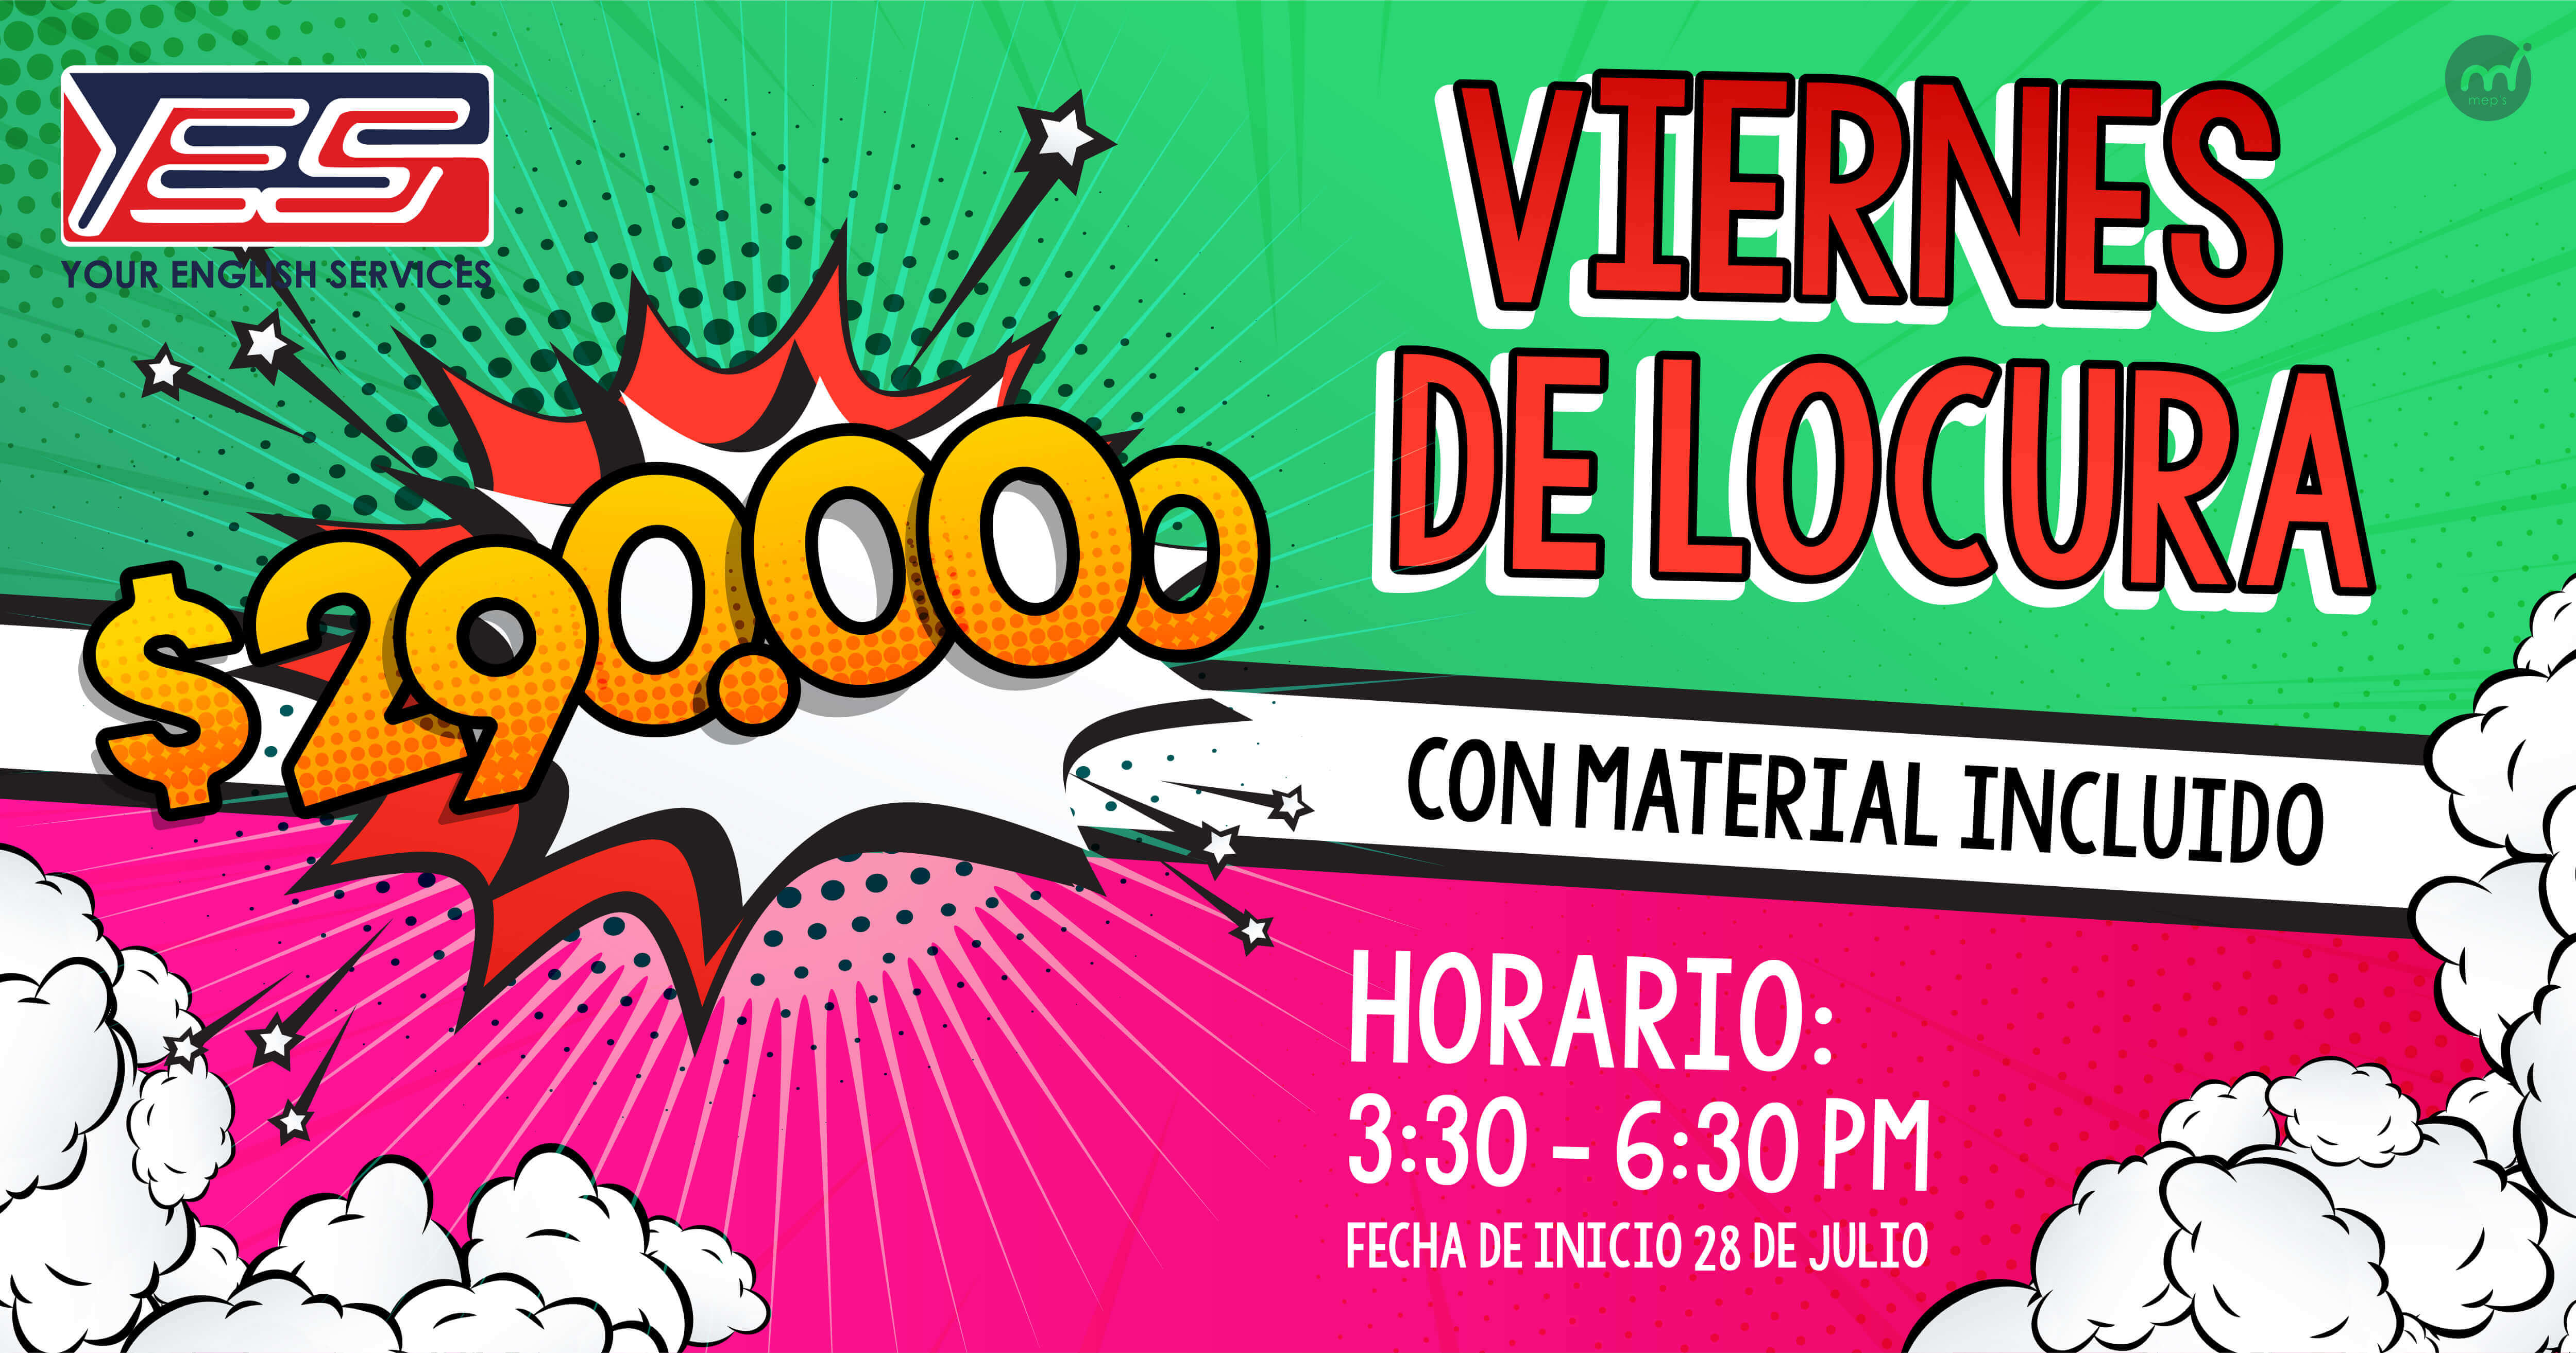 YES
YOUR ENGLISH SERVICES
mep's
VIERNES
DE LOCURA
$290.000
CON MATERIAL INCLUIDO
HORARIO:
3:30 - 6:30 PM
FECHA DE INICIO 28 DE JULIO